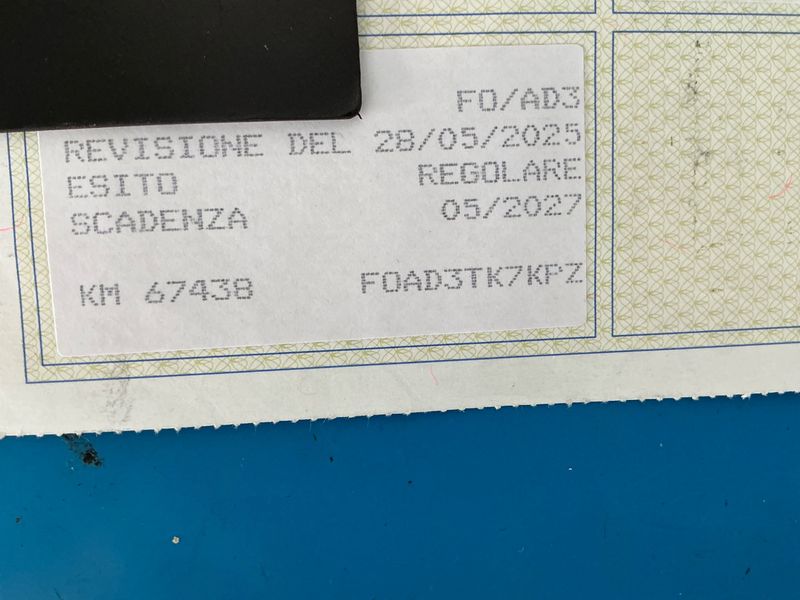 FO/AD3
REVISIONE DEL 28/05/2025
ESITO REGOLARE
SCADENZA 05/2027
KM 67438 FOAD3TK7KPZ